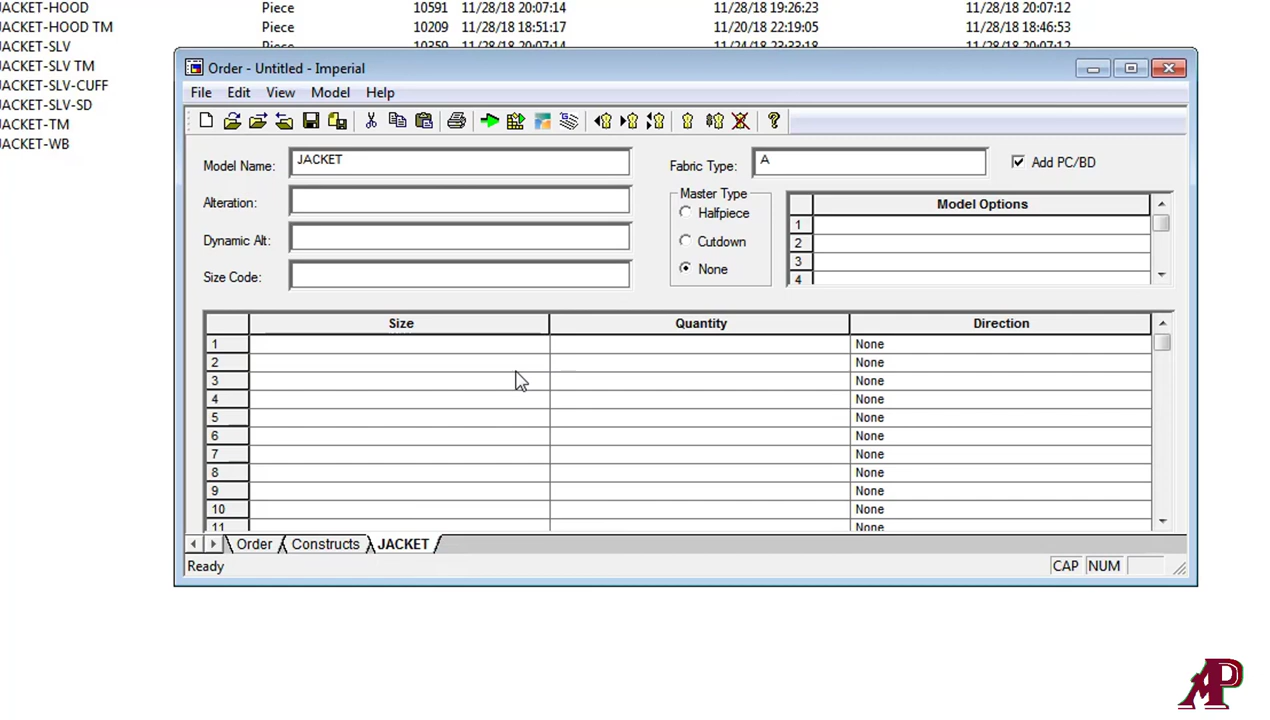 JACKET-HOOD Piece 10591 11/28/18 20:07:14 11/28/18 19:26:23 11/28/18 20:07:12
JACKET-HOOD TM Piece 10209 11/28/18 18:51:17 11/20/18 22:19:05 11/28/18 18:46:53
JACKET-SLV Piece 10359 11/28/18 20:07:14 11/24/18 23:33:18 11/28/18 20:07:12
JACKET-SLV TM
JACKET-SLV-CUFF
JACKET-SLV-SD
JACKET-TM
JACKET-WB
Order - Untitled - Imperial
File Edit View Model Help
Model Name: JACKET Fabric Type: A Add PC/BD
Alteration:
Dynamic Alt:
Size Code:
Master Type
Halfpiece
Cutdown
None
Model Options
1
2
3
4
Size Quantity Direction
1 None
2 None
3 None
4 None
5 None
6 None
7 None
8 None
9 None
10 None
11 None
Order Constructs JACKET
Ready CAP NUM
AP